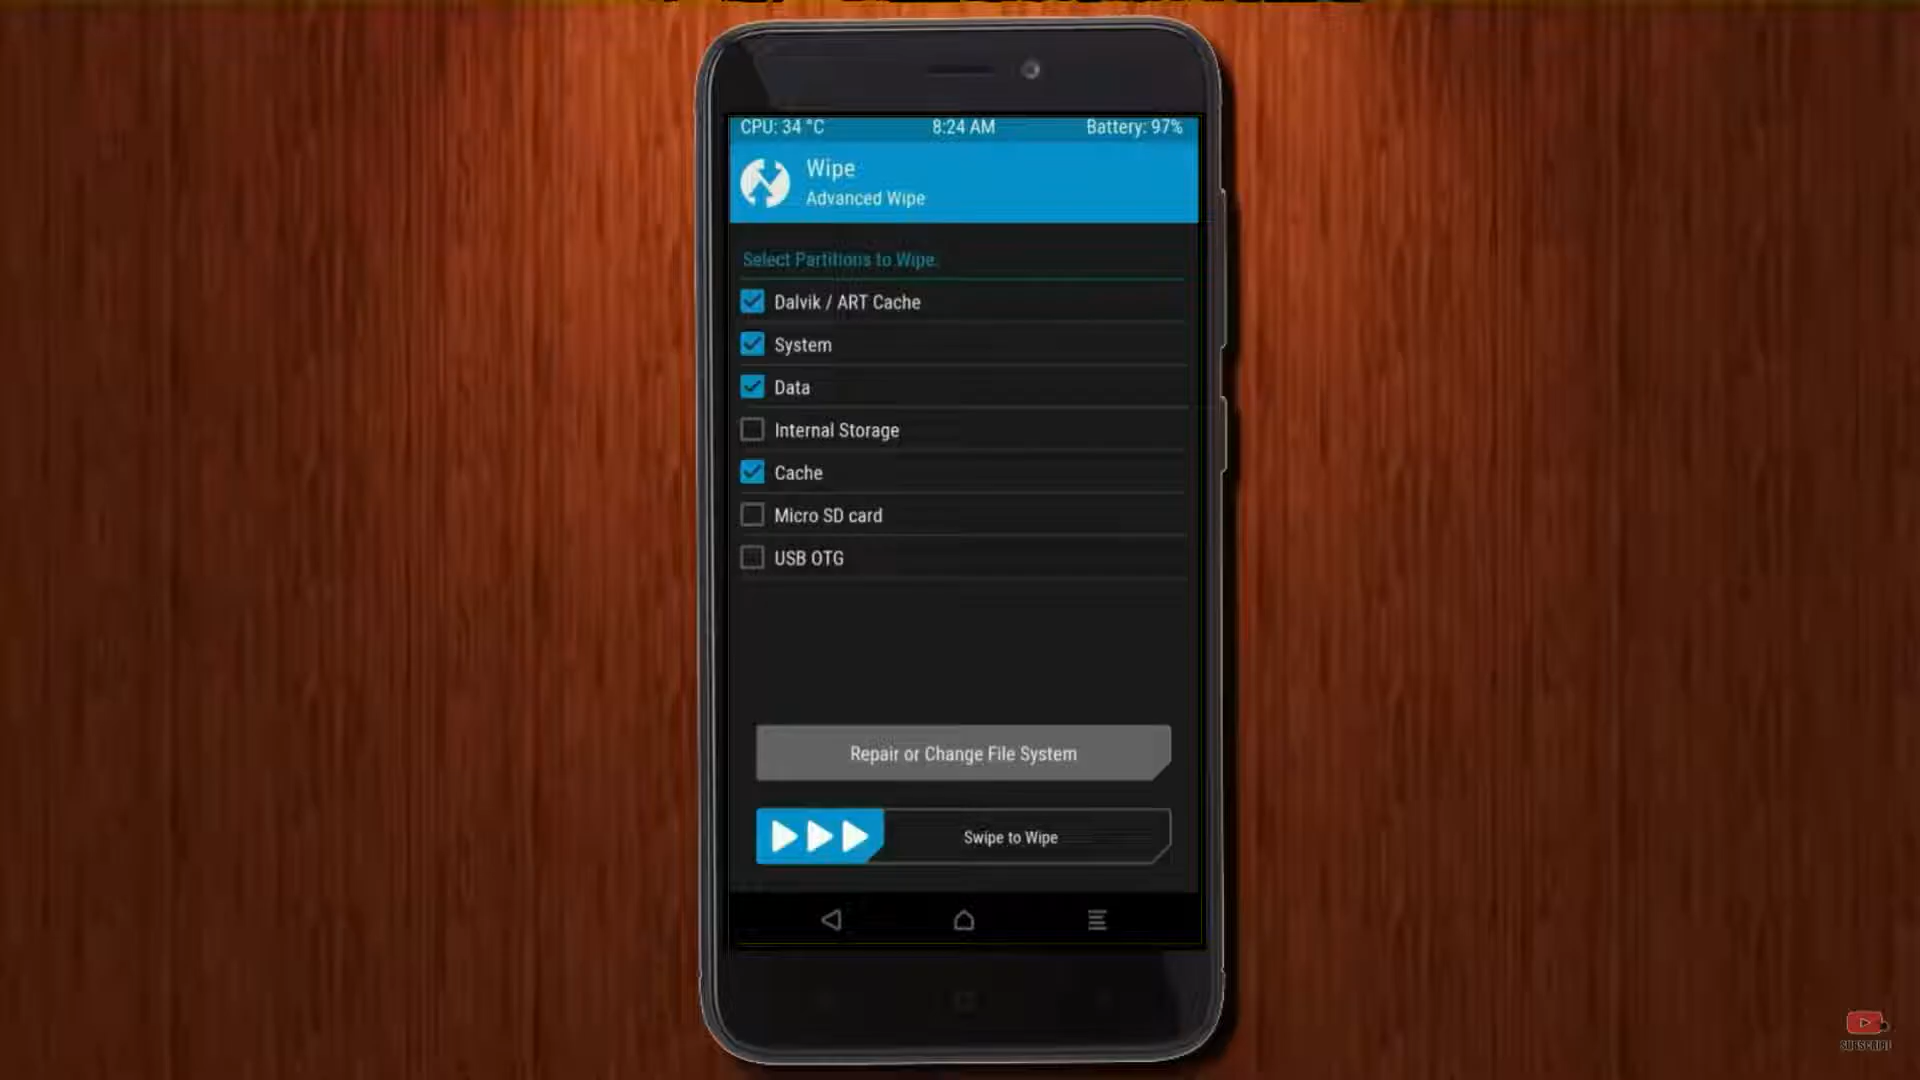 CPU: 34 °C 8:24 AM Battery: 97%
Wipe
Advanced Wipe
Select Partitions to Wipe:
Dalvik / ART Cache
System
Data
Internal Storage
Cache
Micro SD card
USB OTG
Repair or Change File System
Swipe to Wipe
SUBSCRIBE